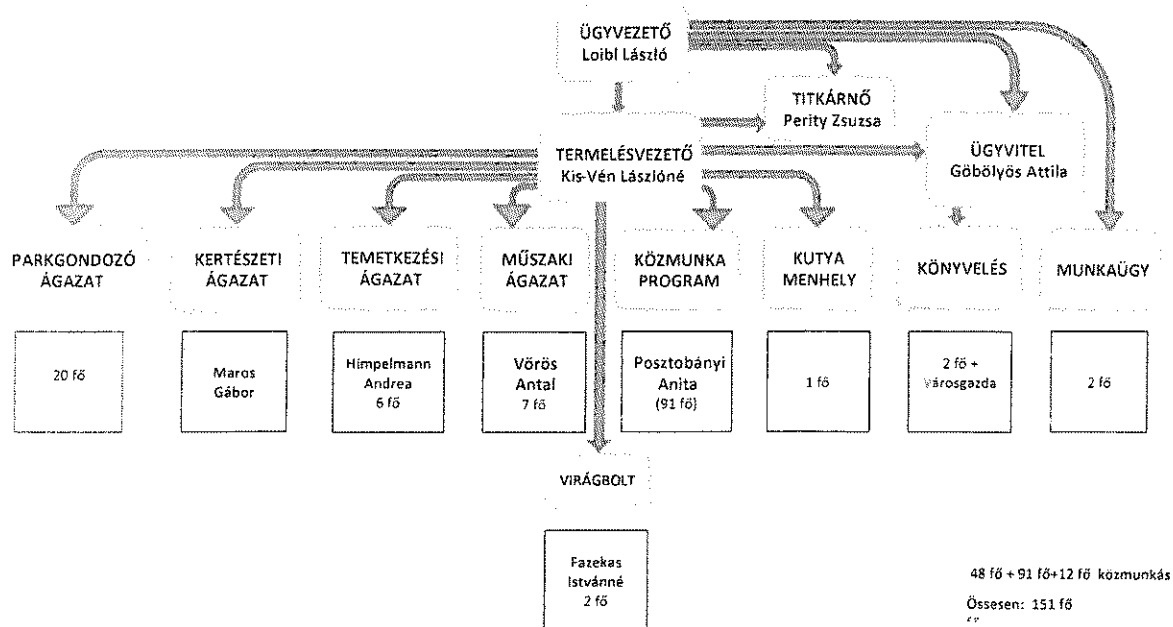 ÜGYVEZETŐ
Loibl László
TITKÁRNŐ
Perity Zsuzsa
TERMELÉSVEZETŐ
Kis-Vén Lászlóné
ÜGYVITEL
Göbölyös Attila
PARKGONDOZÓ
ÁGAZAT
KERTÉSZETI
ÁGAZAT
TEMETKEZÉSI
ÁGAZAT
MŰSZAKI
ÁGAZAT
KÖZMUNKA
PROGRAM
KUTYA
MENHELY
KÖNYVELÉS
MUNKAÜGY
20 fő
Maros
Gábor
Himpelmann
Andrea
6 fő
Vőrös
Antal
7 fő
Posztobányi
Anita
(91 fő)
1 fő
2 fő +
Városgazda
2 fő
VIRÁGBOLT
Fazekas
Istvánné
2 fő
48 fő + 91 fő+12 fő közmunkás
Össesen: 151 fő